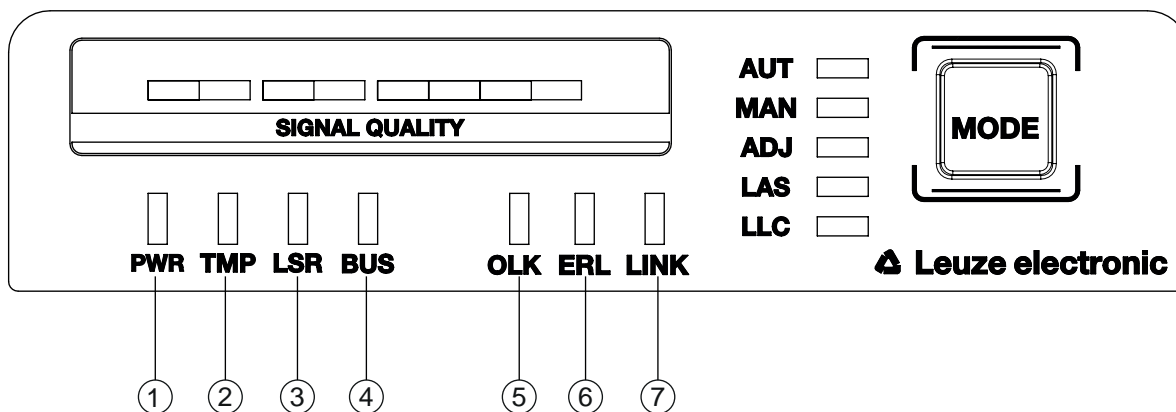 SIGNAL QUALITY
AUT
MAN
ADJ
LAS
LLC
MODE
PWR TMP LSR BUS OLK ERL LINK
Leuze electronic
1 2 3 4 5 6 7